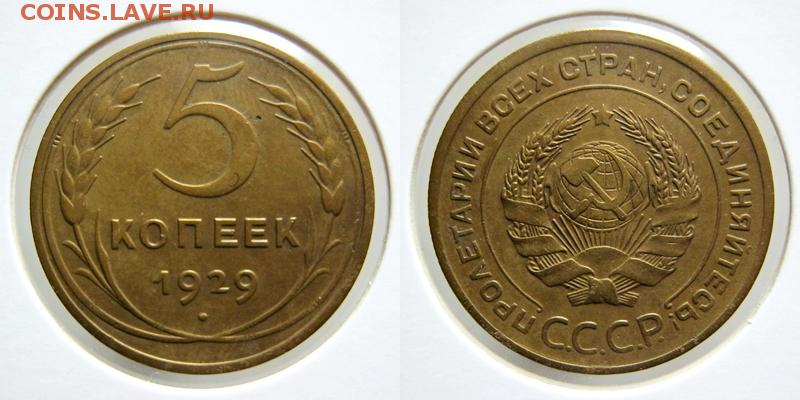 COINS.LAVE.RU
5
КОПЕЕК
1929
ПРОЛЕТАРИИ ВСЕХ СТРАН, СОЕДИНЯЙТЕСЬ!
С.С.С.Р.